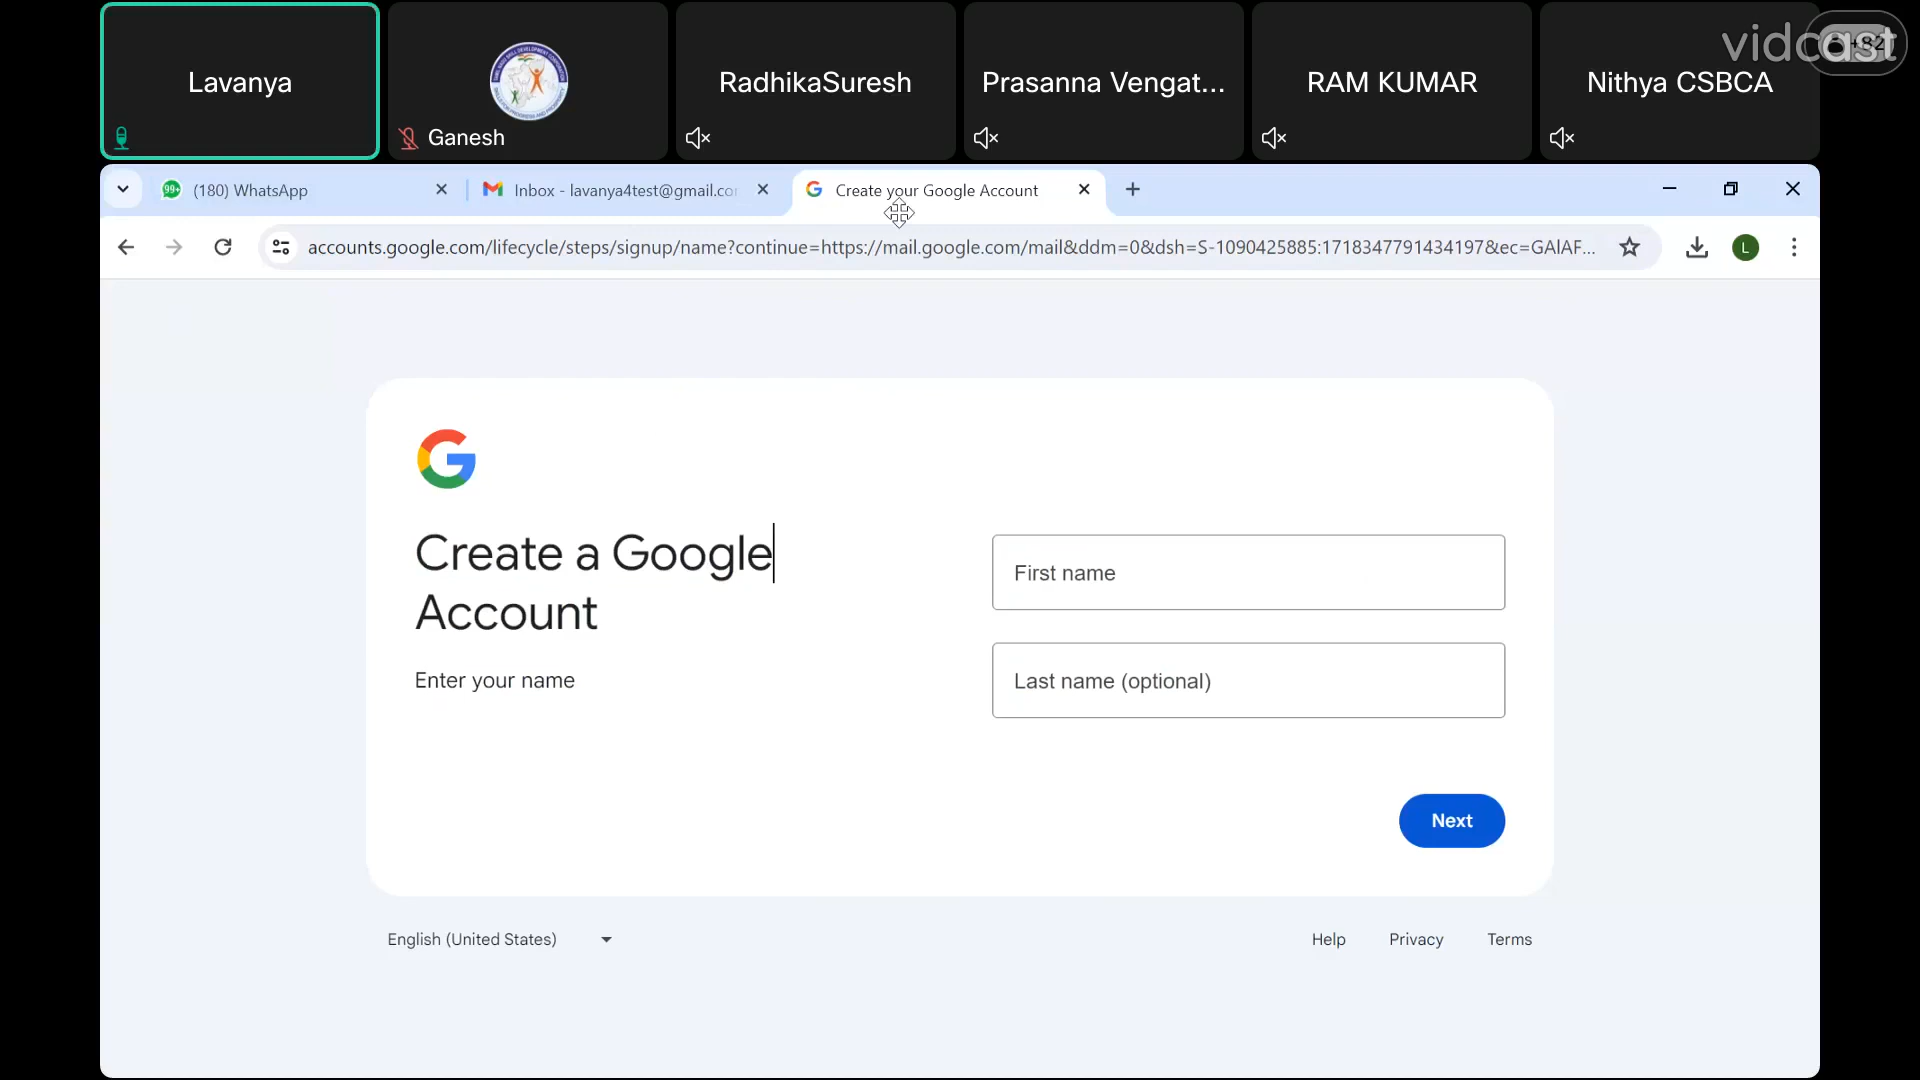 Lavanya
Ganesh
RadhikaSuresh
Prasanna Vengat...
RAM KUMAR
Nithya CSBCA
vidcast
+82
99+
(180) WhatsApp
Inbox - lavanya4test@gmail.co
Create your Google Account
accounts.google.com/lifecycle/steps/signup/name?continue=https://mail.google.com/mail&ddm=0&dsh=S-1090425885:1718347791434197&ec=GAlAF...
L
Create a Google
Account
Enter your name
First name
Last name (optional)
Next
English (United States)
Help
Privacy
Terms